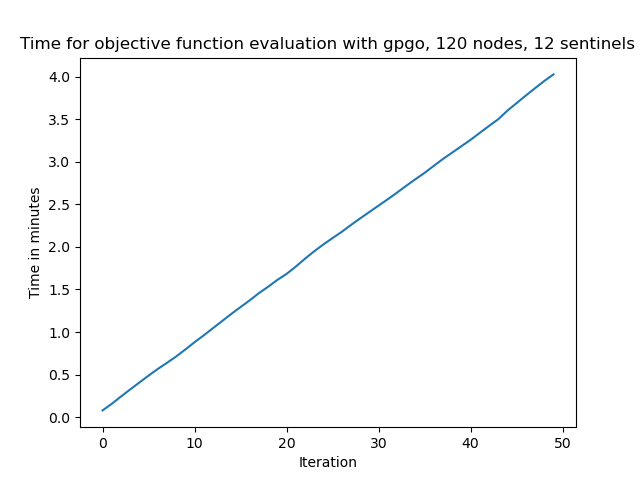 Time for objective function evaluation with gpgo, 120 nodes, 12 sentinels
4.0
3.5
3.0
2.5
2.0
1.5
1.0
0.5
0.0
Time in minutes
0 10 20 30 40 50
Iteration